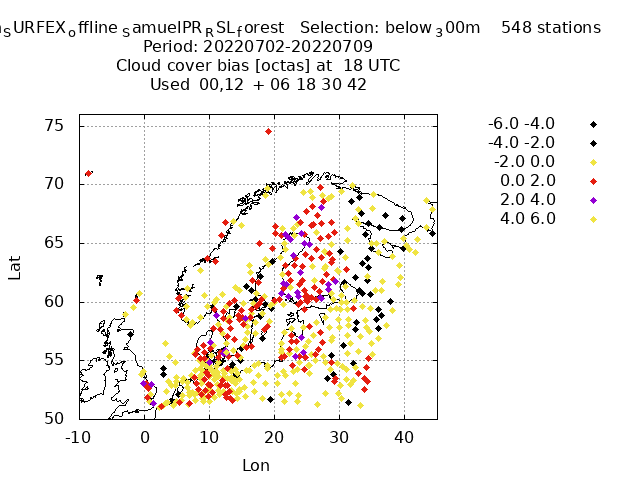 SURFEXoffline SamuelPRRSLforest Selection: below300m 548 stations
Period: 20220702-20220709
Cloud cover bias [octas] at 18 UTC
Used 00,12 + 06 18 30 42
-6.0 -4.0
-4.0 -2.0
-2.0 0.0
0.0 2.0
2.0 4.0
4.0 6.0
75
70
65
60
55
50
Lat
-10 0 10 20 30 40
Lon